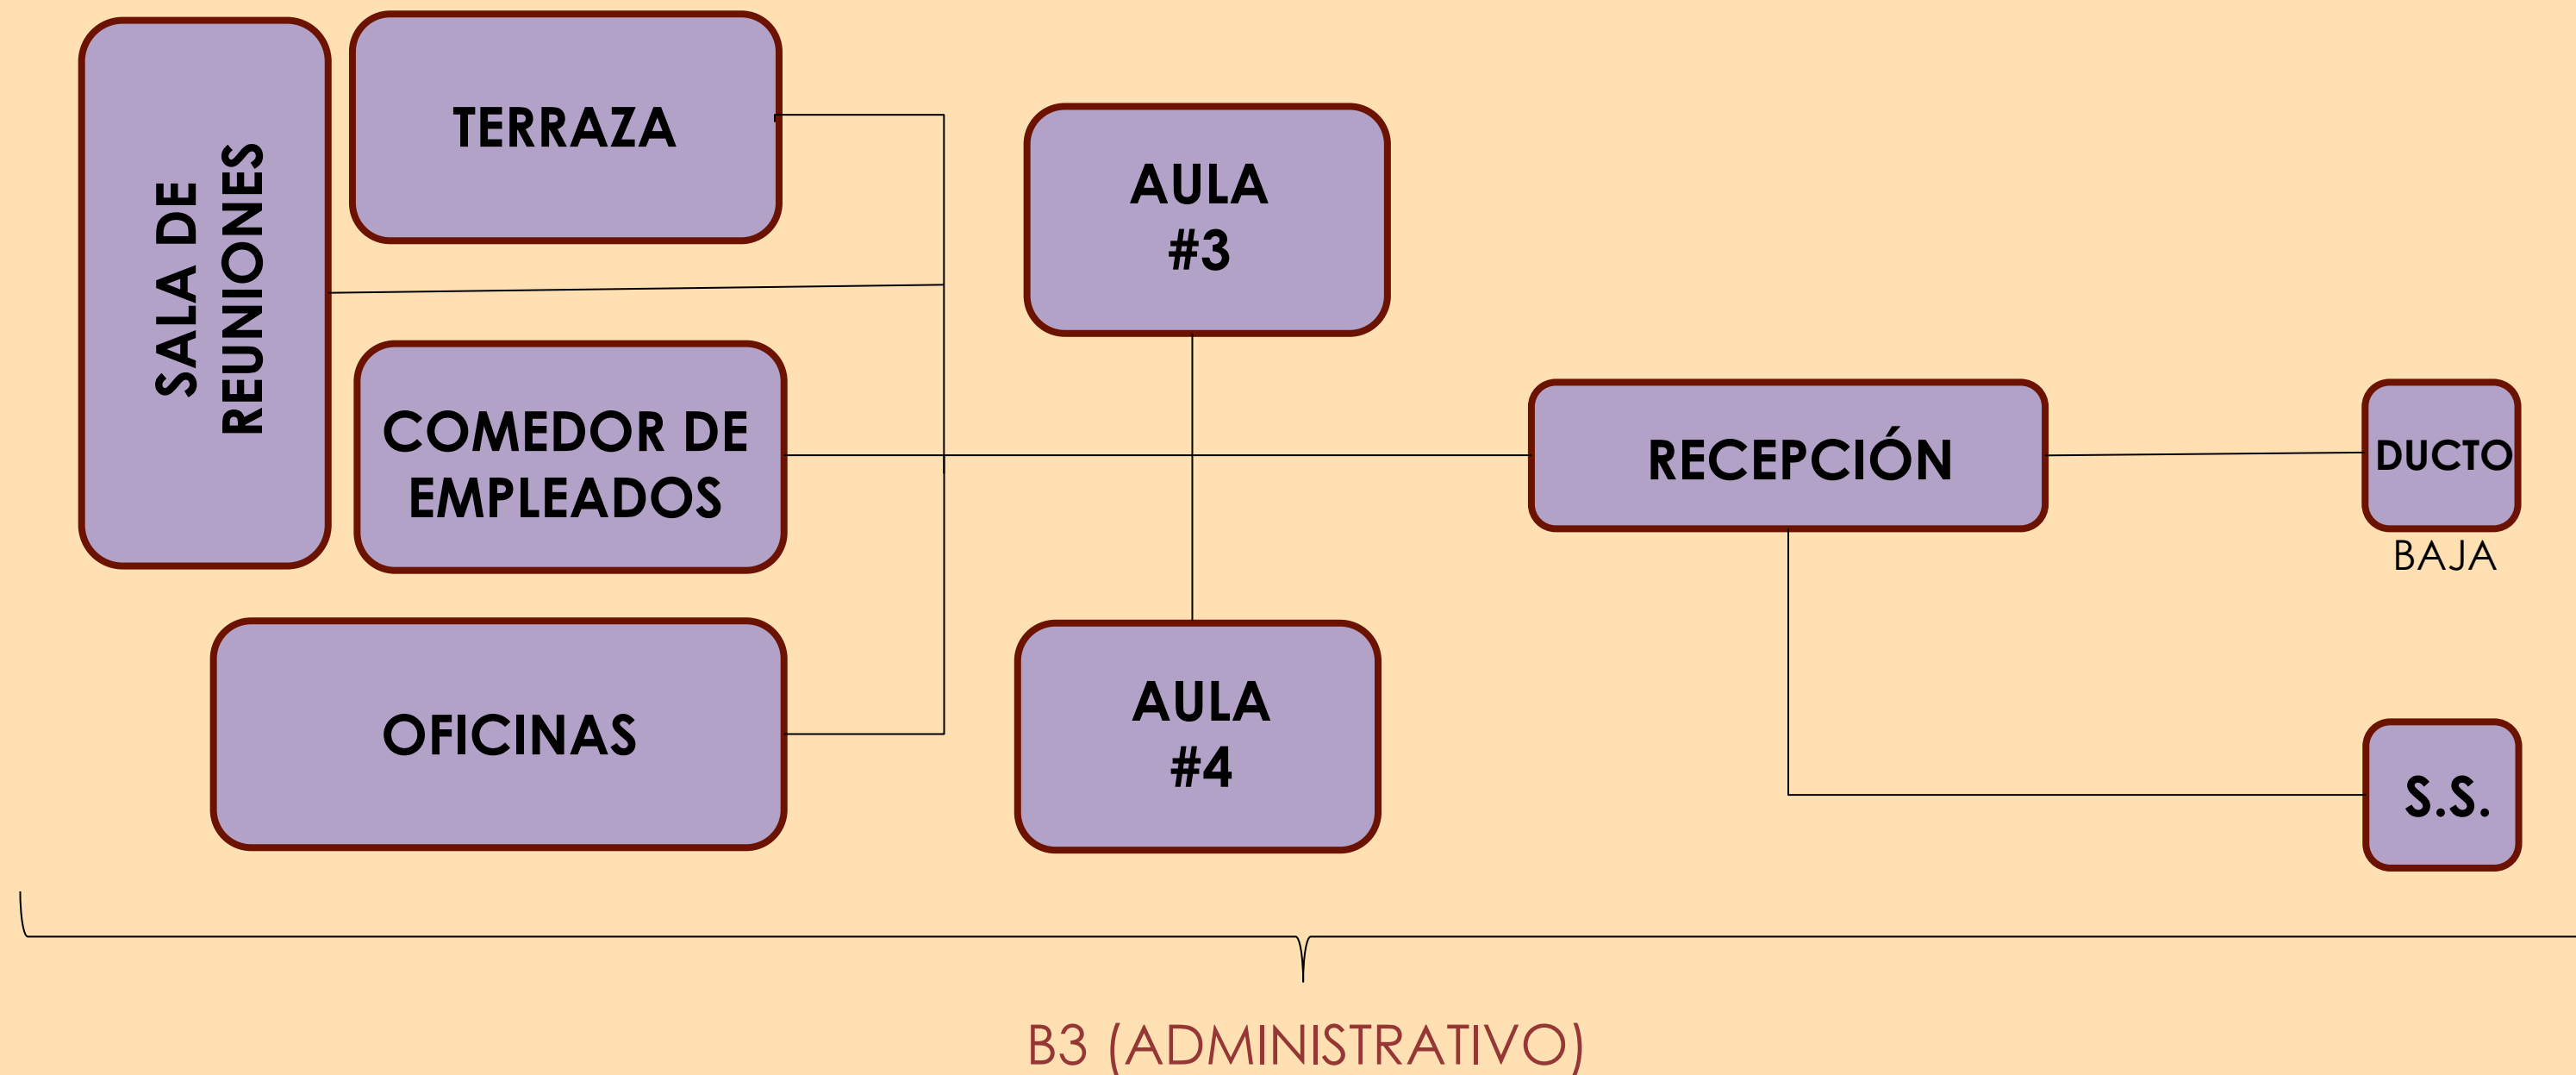 SALA DE
REUNIONES
TERRAZA
AULA
#3
COMEDOR DE
EMPLEADOS
RECEPCIÓN
DUCTO
BAJA
OFICINAS
AULA
#4
S.S.
B3 (ADMINISTRATIVO)